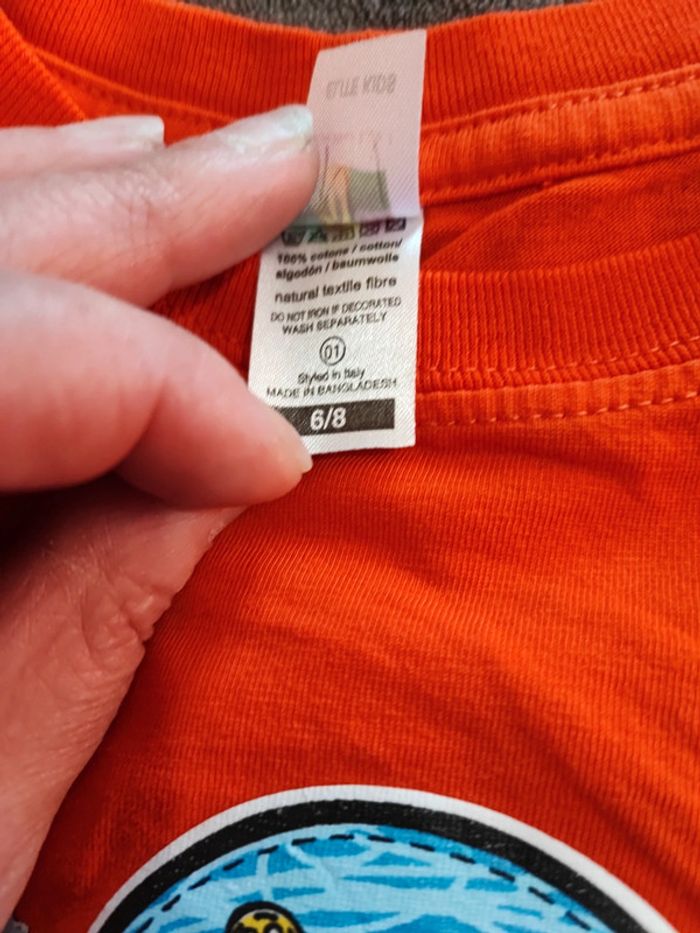 100% cotone / cotton/
algodón / baumwolle
natural textile fibre
DO NOT IRON IF DECORATED
WASH SEPARATELY
01
Styled in Italy
MADE IN BANGLADESH
6/8